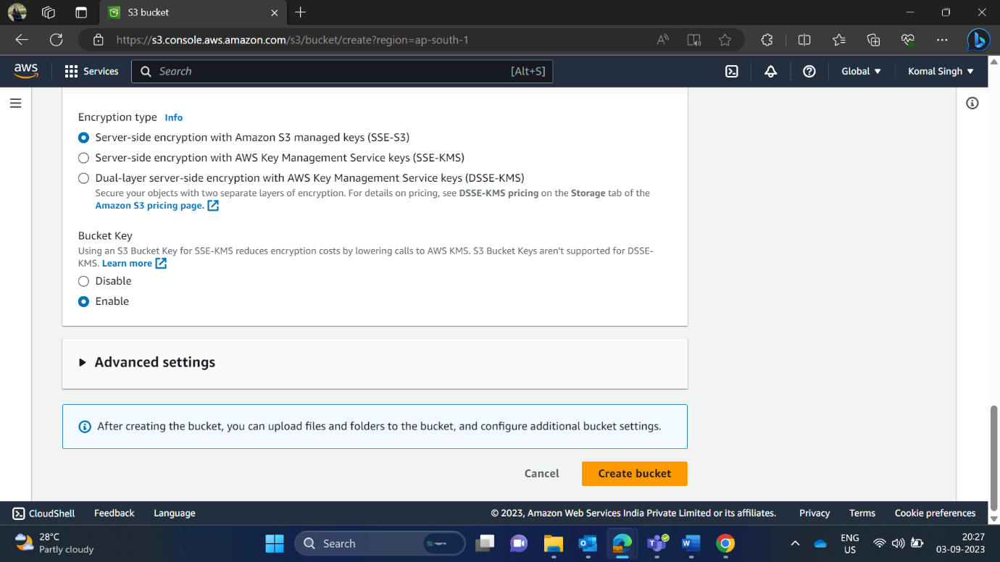 S3 bucket
https://s3.console.aws.amazon.com/s3/bucket/create?region=ap-south-1
aws
Services
Search
[Alt+S]
Global
Komal Singh
Encryption type Info
Server-side encryption with Amazon S3 managed keys (SSE-S3)
Server-side encryption with AWS Key Management Service keys (SSE-KMS)
Dual-layer server-side encryption with AWS Key Management Service keys (DSSE-KMS)
Secure your objects with two separate layers of encryption. For details on pricing, see DSSE-KMS pricing on the Storage tab of the
Amazon S3 pricing page.
Bucket Key
Using an S3 Bucket Key for SSE-KMS reduces encryption costs by lowering calls to AWS KMS. S3 Bucket Keys aren't supported for DSSE-
KMS. Learn more
Disable
Enable
Advanced settings
After creating the bucket, you can upload files and folders to the bucket, and configure additional bucket settings.
Cancel
Create bucket
CloudShell
Feedback
Language
© 2023, Amazon Web Services India Private Limited or its affiliates.
Privacy
Terms
Cookie preferences
28°C
Partly cloudy
Search
ENG
US
20:27
03-09-2023